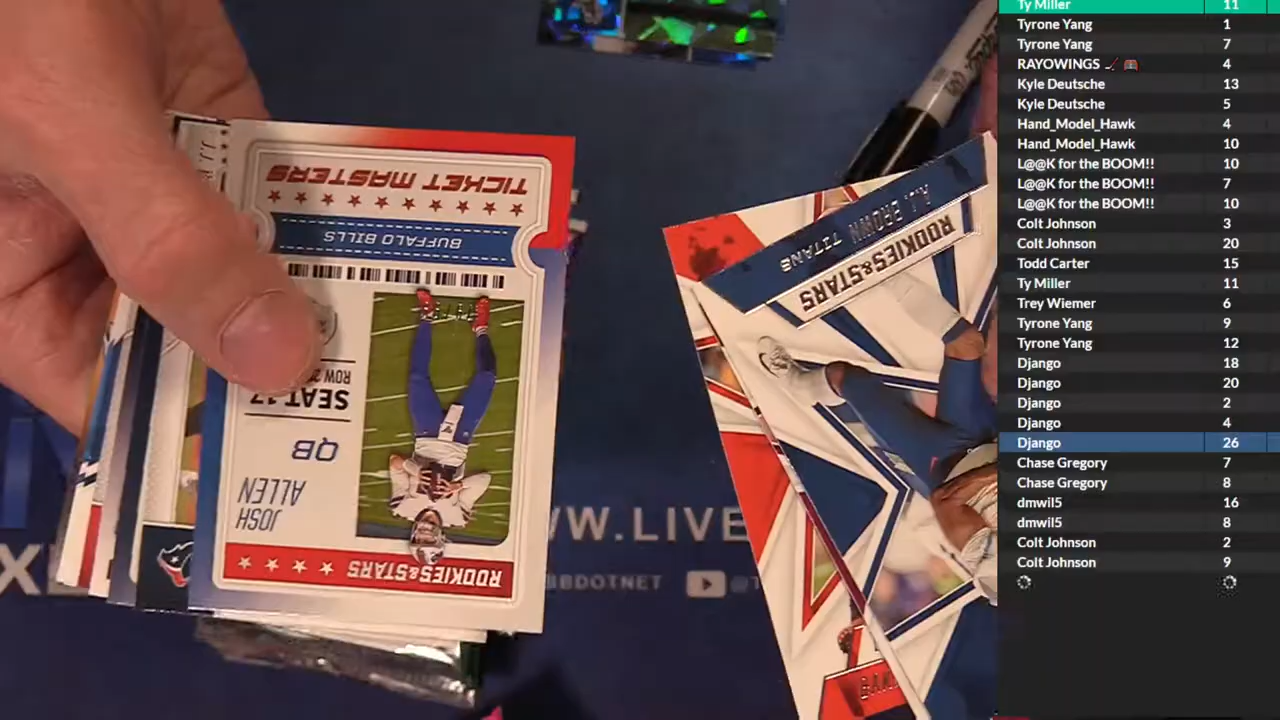 TICKET MASTERS
BUFFALO BILLS
SEAT 17
QB
JOSH
ALLEN
ROOKIES & STARS
A.J. BROWN TITANS
ROOKIES & STARS
WW.LIVE
BBDOTNET
Ty Miller 11
Tyrone Yang 1
Tyrone Yang 7
RAYOWINGS 4
Kyle Deutsche 13
Kyle Deutsche 5
Hand_Model_Hawk 4
Hand_Model_Hawk 10
L@@K for the BOOM!! 10
L@@K for the BOOM!! 7
L@@K for the BOOM!! 10
Colt Johnson 3
Colt Johnson 20
Todd Carter 15
Ty Miller 11
Trey Wiemer 6
Tyrone Yang 9
Tyrone Yang 12
Django 18
Django 20
Django 2
Django 4
Django 26
Chase Gregory 7
Chase Gregory 8
dmwil5 16
dmwil5 8
Colt Johnson 2
Colt Johnson 9